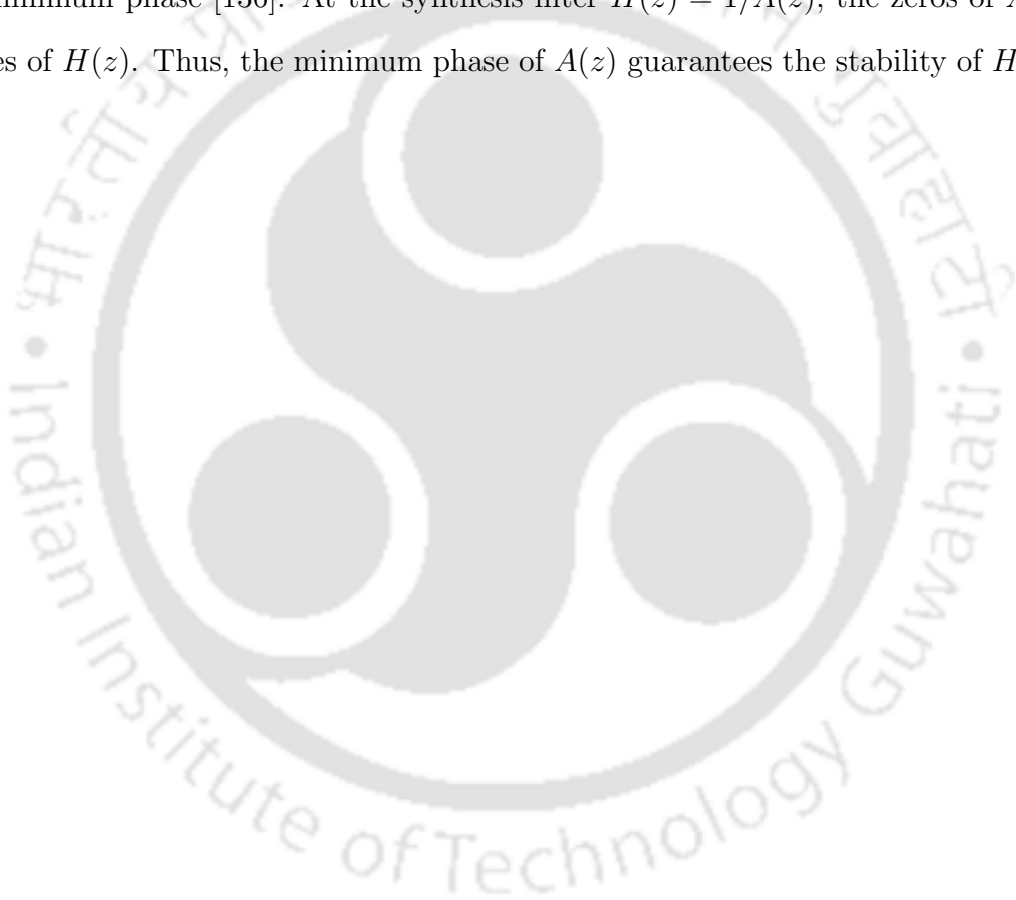 minimum phase At the synthesis filter H(z) = 1/A(z), the zeros of
es of H(z). Thus, the minimum phase of A(z) guarantees the stability of H
गुवाहाटी
Indian Institute of Technology Guwahati